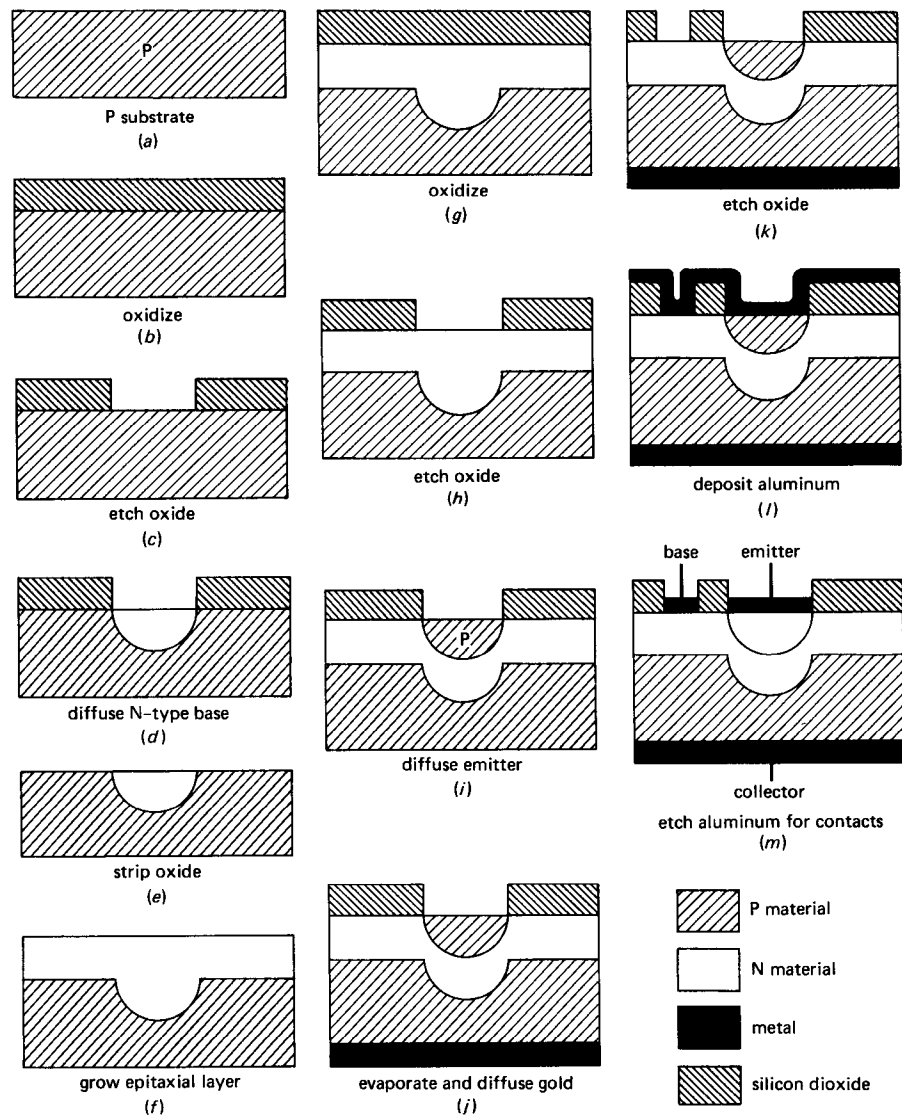 P
P substrate
(a)
oxidize
(b)
etch oxide
(c)
diffuse N-type base
(d)
strip oxide
(e)
grow epitaxial layer
(f)
oxidize
(g)
etch oxide
(h)
P
diffuse emitter
(i)
evaporate and diffuse gold
(j)
etch oxide
(k)
deposit aluminum
(l)
base
emitter
collector
etch aluminum for contacts
(m)
P material
N material
metal
silicon dioxide